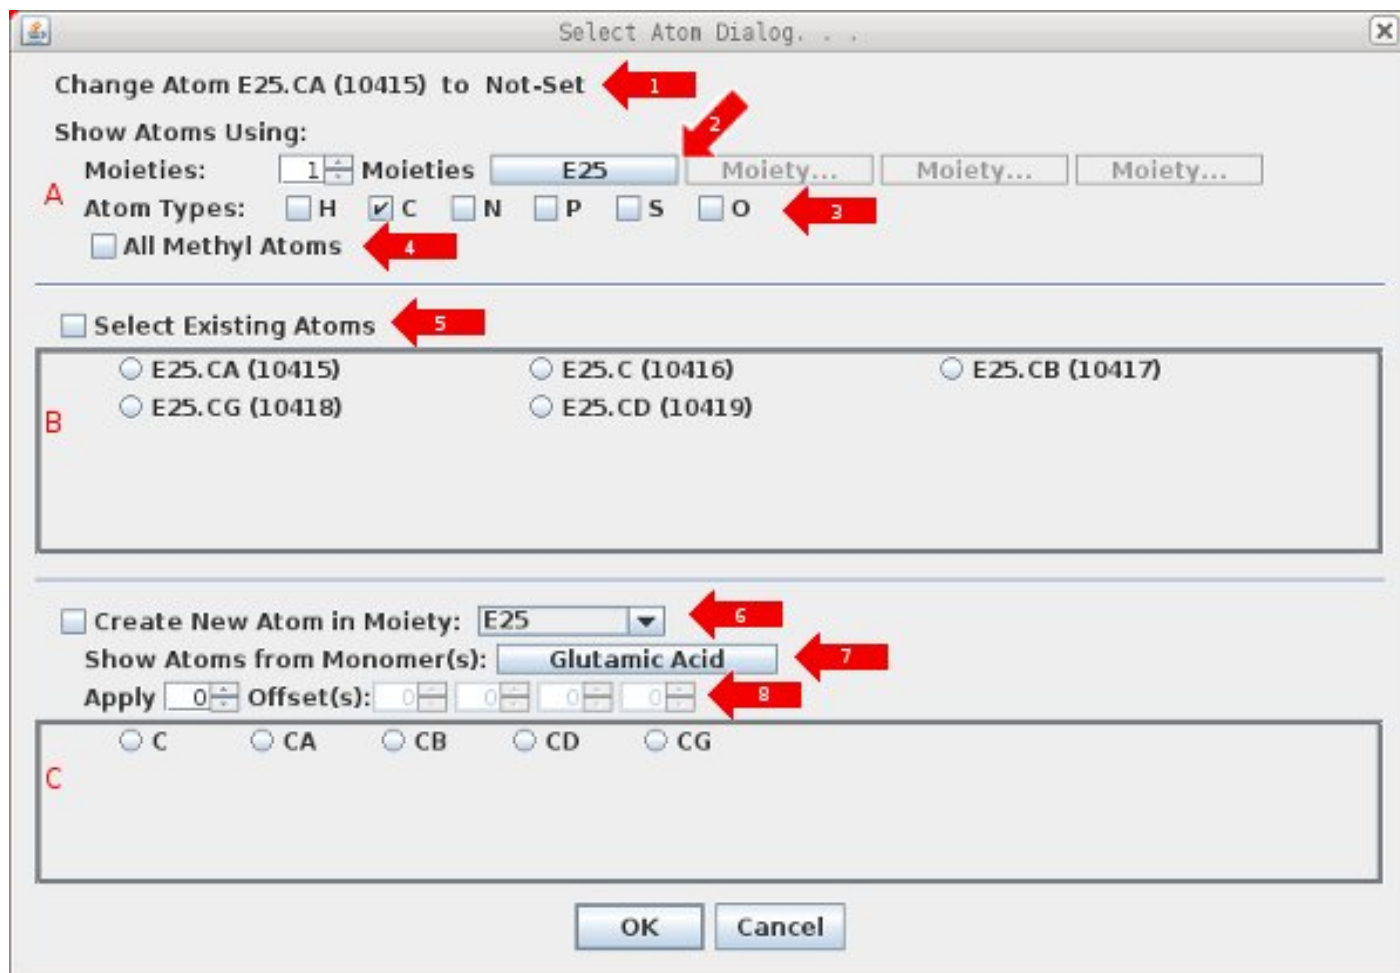 Select Atom Dialog. . .
Change Atom E25.CA (10415) to Not-Set 1
2
Show Atoms Using:
Moieties: 1 Moieties E25 Moiety... Moiety... Moiety...
A
Atom Types: H C N P S O 3
All Methyl Atoms 4
Select Existing Atoms 5
E25.CA (10415) E25.C (10416) E25.CB (10417)
E25.CG (10418) E25.CD (10419)
B
Create New Atom in Moiety: E25 6
Show Atoms from Monomer(s): Glutamic Acid 7
Apply 0 Offset(s): 0 0 0 0 8
C CA CB CD CG
C
OK Cancel